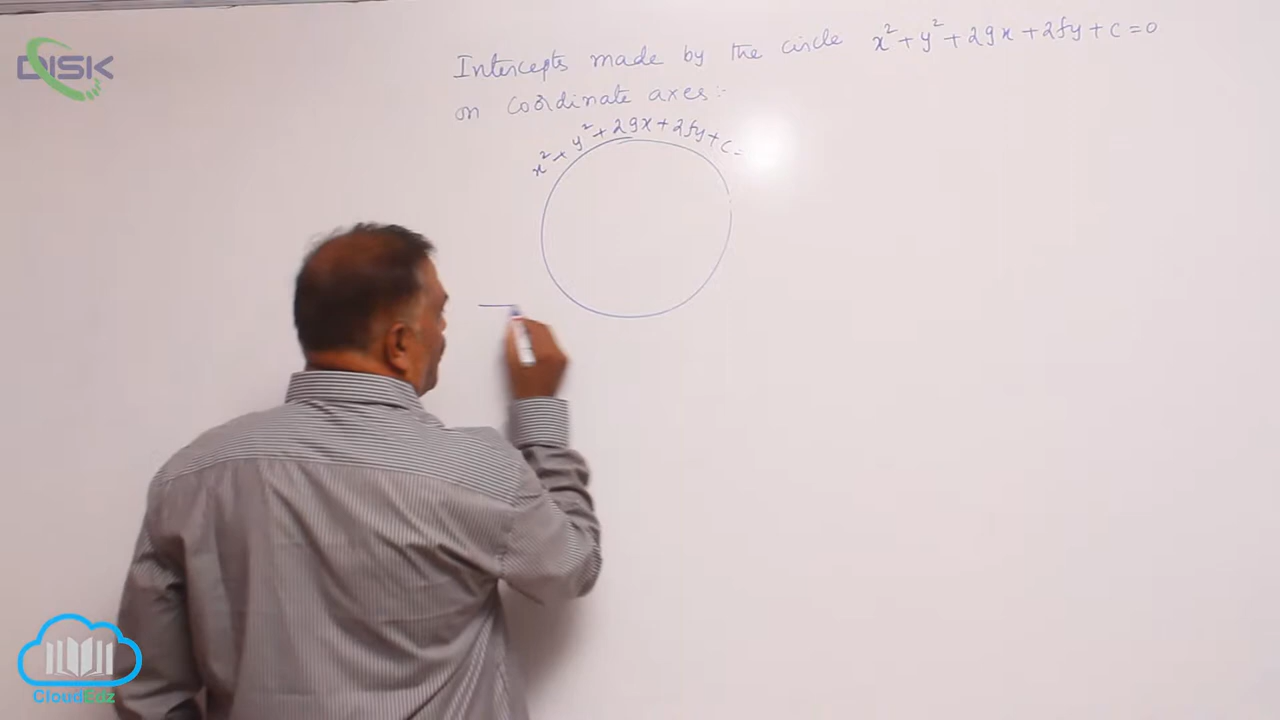 DISK
Intercepts made by the circle x²+y²+2gx+2fy+c=0
on coordinate axes:-
x²+y²+2gx+2fy+c=
CloudEdz